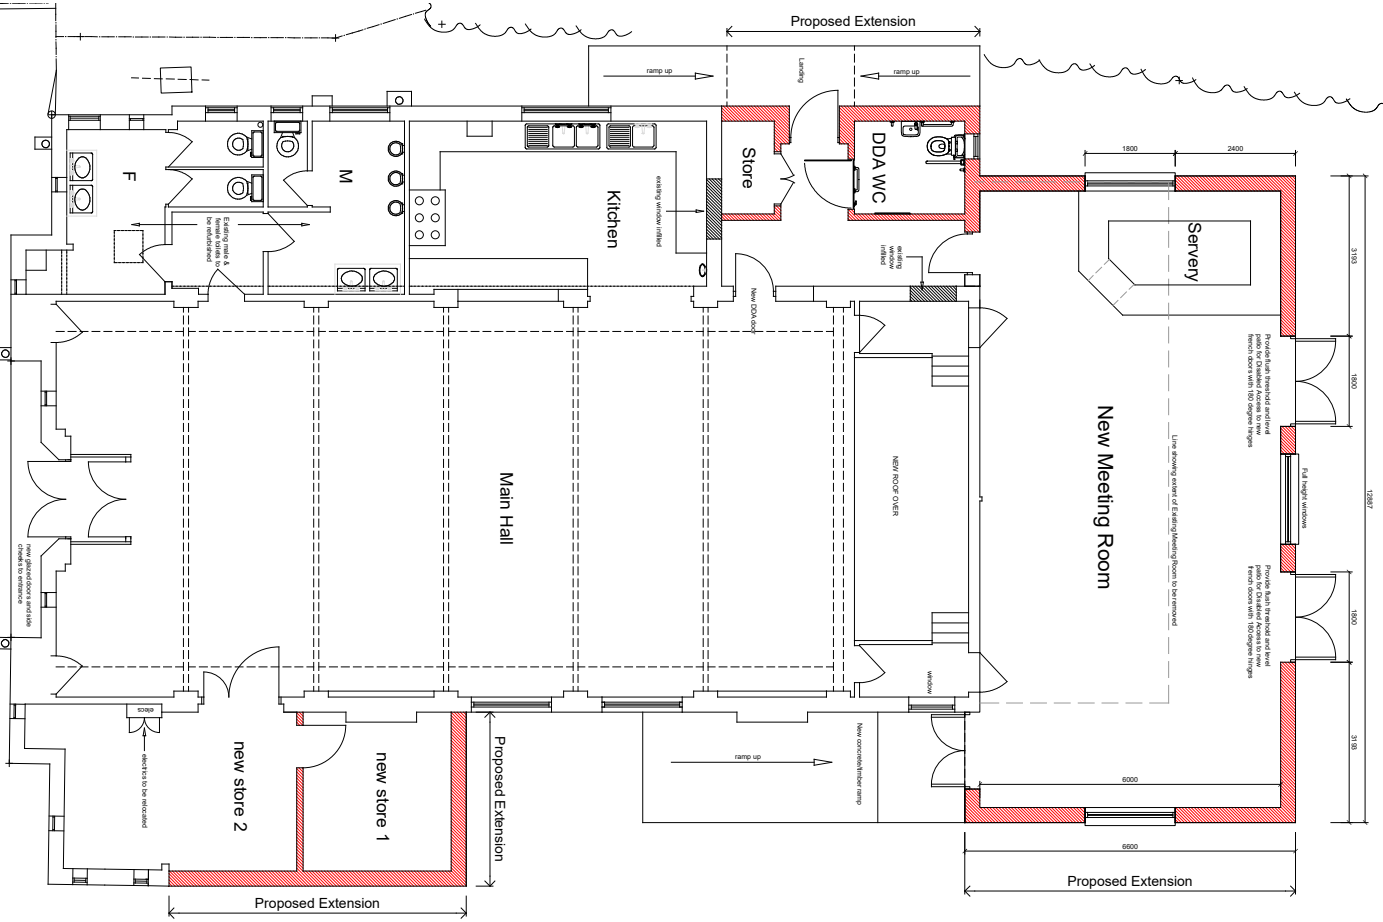 Proposed Extension
ramp up
Landing
ramp up
1800
2400
Store
DDA WC
F
M
Kitchen
existing window infilled
Existing male &
female toilets to
be refurbished
existing
window
infilled
New DDA door
Servery
3193
Provide flush threshold and level
patio for Disabled Access to new
french doors with 180 degree hinges
1800
New Meeting Room
Line showing extent of Existing Meeting Room to be removed
Main Hall
NEW ROOF OVER
Full height windows
12887
new glazed doors and side
cheeks to entrance
Provide flush threshold and level
patio for Disabled Access to new
french doors with 180 degree hinges
1800
window
elecs
electrics to be relocated
new store 2
new store 1
Proposed Extension
ramp up
New concrete/timber ramp
3193
6000
6600
Proposed Extension
Proposed Extension